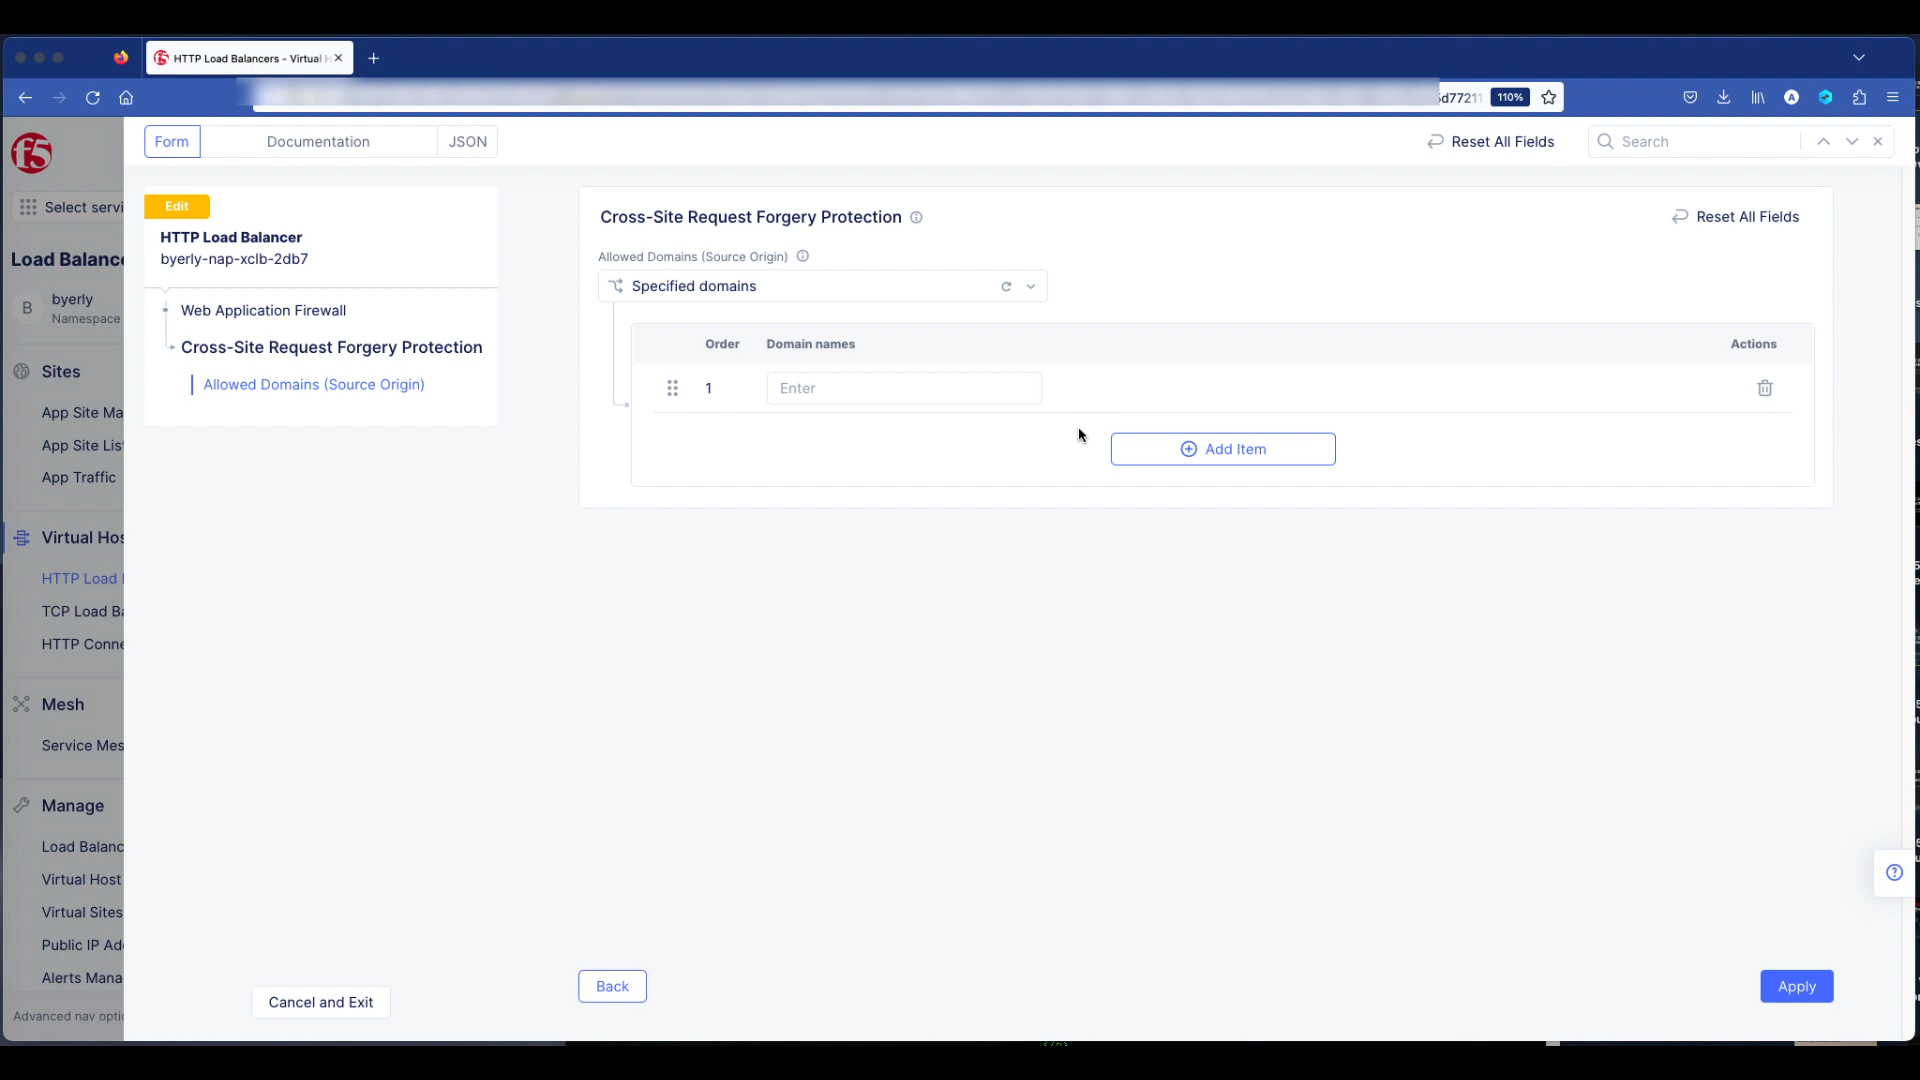 HTTP Load Balancers - Virtual H
5d77211
110%
f5
Form
Documentation
JSON
Reset All Fields
Search
Select servi
Edit
HTTP Load Balancer
byerly-nap-xclb-2db7
Web Application Firewall
Cross-Site Request Forgery Protection
Allowed Domains (Source Origin)
Load Balance
B
byerly
Namespace
Sites
App Site Ma
App Site List
App Traffic
Virtual Hos
HTTP Load B
TCP Load Ba
HTTP Conne
Mesh
Service Mes
Manage
Load Balanc
Virtual Host
Virtual Sites
Public IP Ad
Alerts Mana
Advanced nav optio
Cross-Site Request Forgery Protection
Reset All Fields
Allowed Domains (Source Origin)
Specified domains
Order
Domain names
Actions
1
Enter
Add Item
Cancel and Exit
Back
Apply